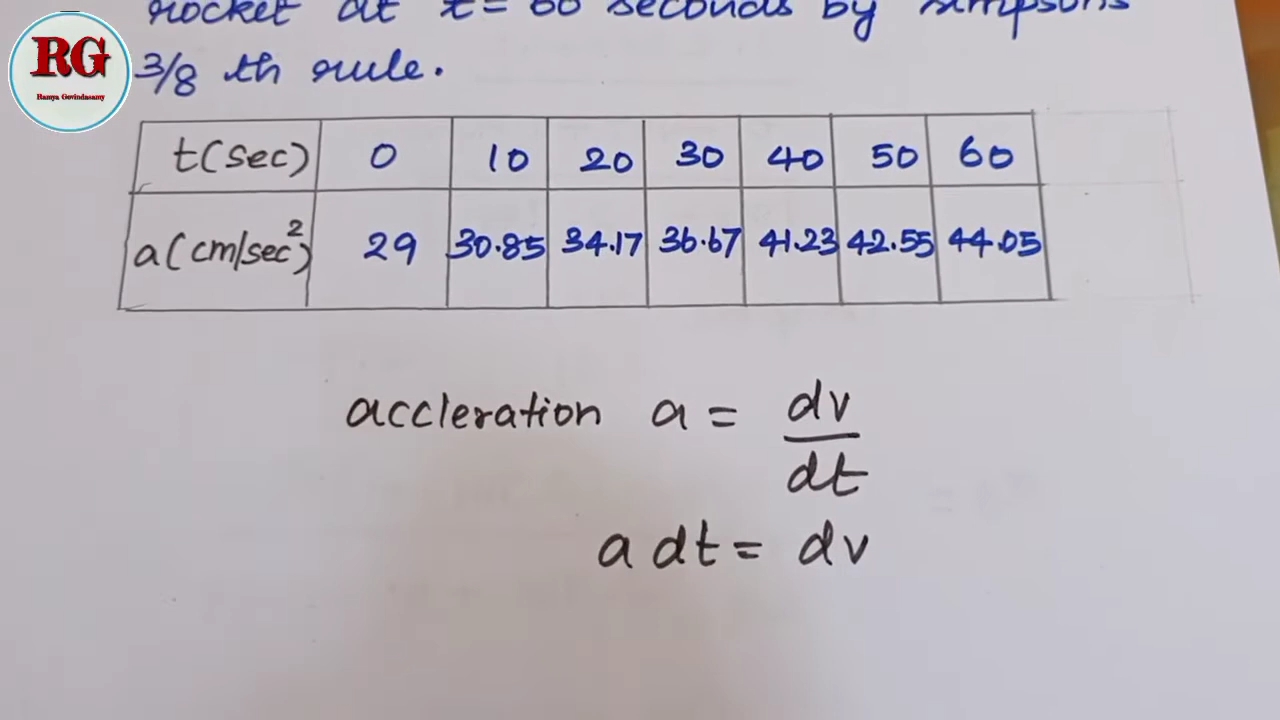 RG
Ramya Govindasamy
rocket at t = 60 seconds by Simpsons
3/8 th rule.
t(sec) 0 10 20 30 40 50 60
a(cm/sec²) 29 30.85 34.17 36.67 41.23 42.55 44.05
accleration a = dv/dt
a dt = dv